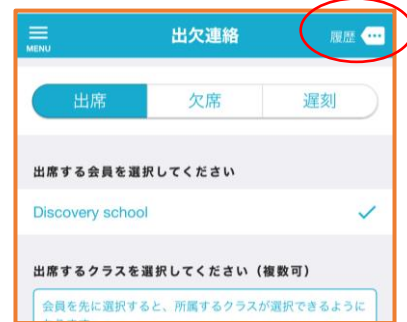 MENU
出欠連絡
履歴
出席
欠席
遅刻
出席する会員を選択してください
Discovery school
出席するクラスを選択してください（複数可）
会員を先に選択すると、所属するクラスが選択できるように